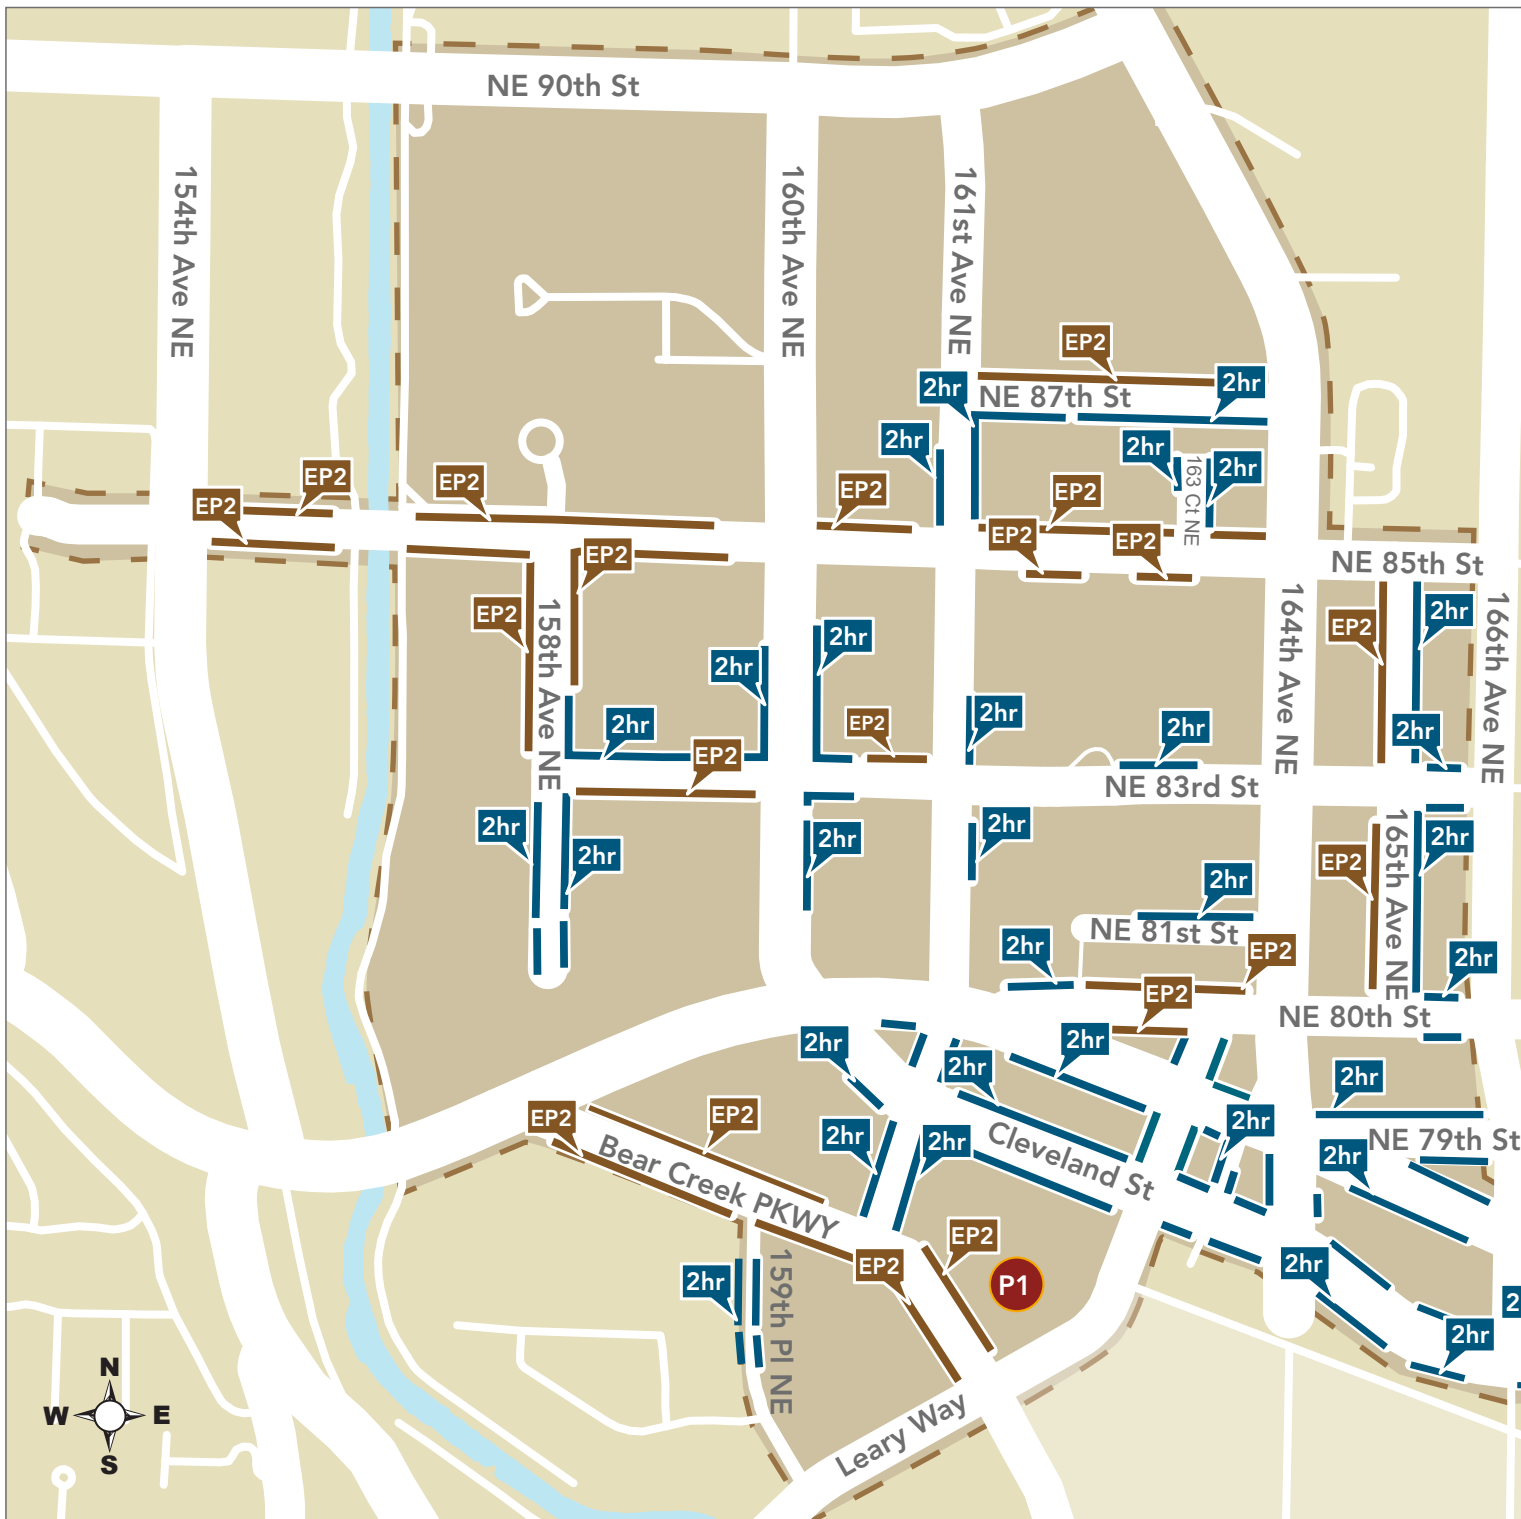 NE 90th St
154th Ave NE
160th Ave NE
161st Ave NE
EP2
2hr
2hr
NE 87th St
2hr
2hr
163 Ct NE
2hr
EP2
EP2
EP2
EP2
EP2
EP2
EP2
EP2
NE 85th St
EP2
158th Ave NE
164th Ave NE
166th Ave NE
EP2
2hr
2hr
2hr
2hr
EP2
EP2
2hr
2hr
2hr
NE 83rd St
2hr
2hr
2hr
2hr
EP2
165th Ave NE
2hr
2hr
NE 81st St
2hr
EP2
2hr
EP2
NE 80th St
2hr
2hr
2hr
2hr
EP2
EP2
2hr
2hr
Cleveland St
2hr
NE 79th St
2hr
Bear Creek PKWY
EP2
EP2
P1
2hr
159th Pl NE
2hr
2
2hr
Leary Way
N
W
E
S